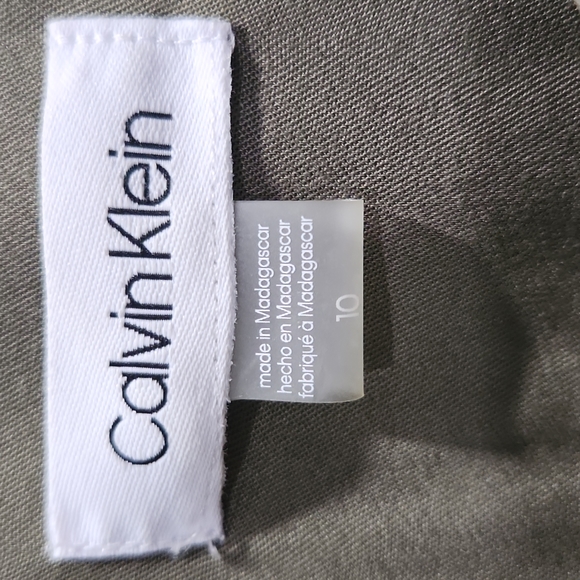 Calvin Klein
made in Madagascar
hecho en Madagascar
fabriqué à Madagascar
10